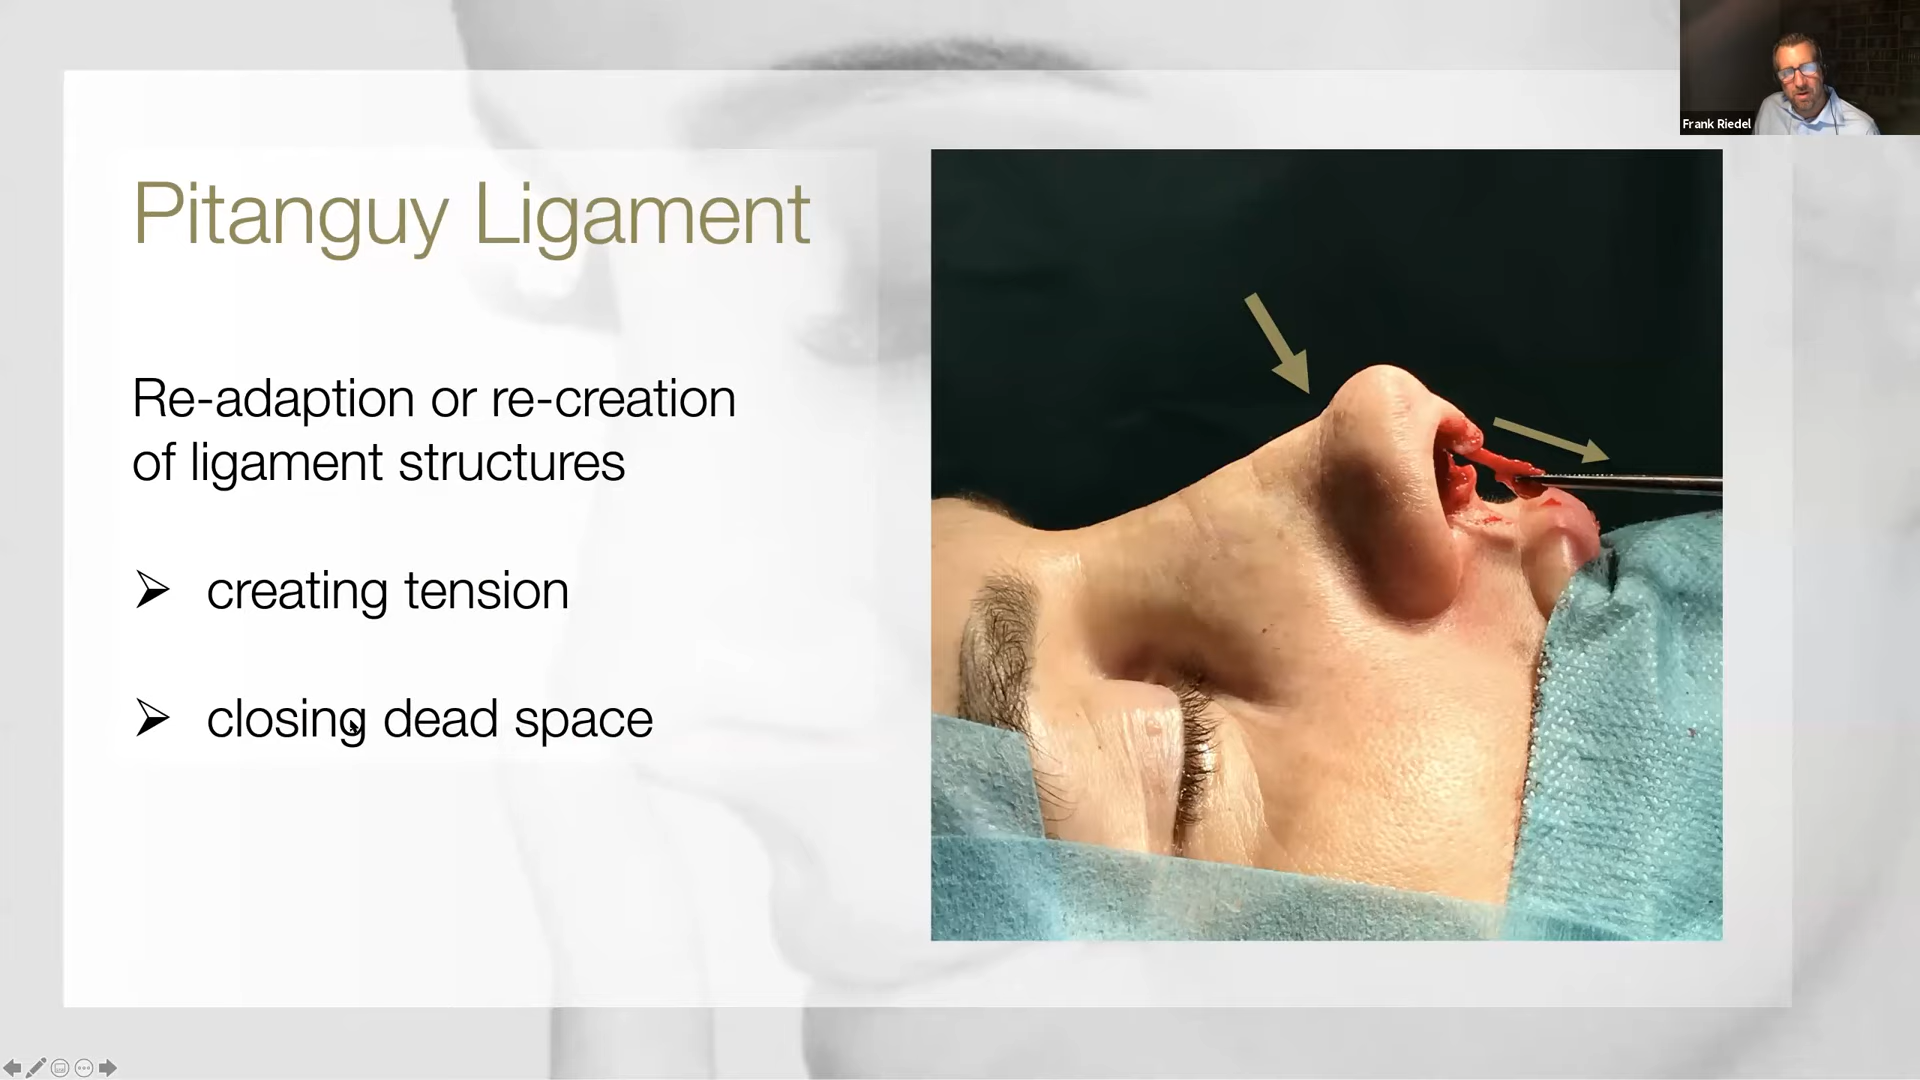 Frank Riedel
Pitanguy Ligament
Re-adaption or re-creation
of ligament structures
creating tension
closing dead space